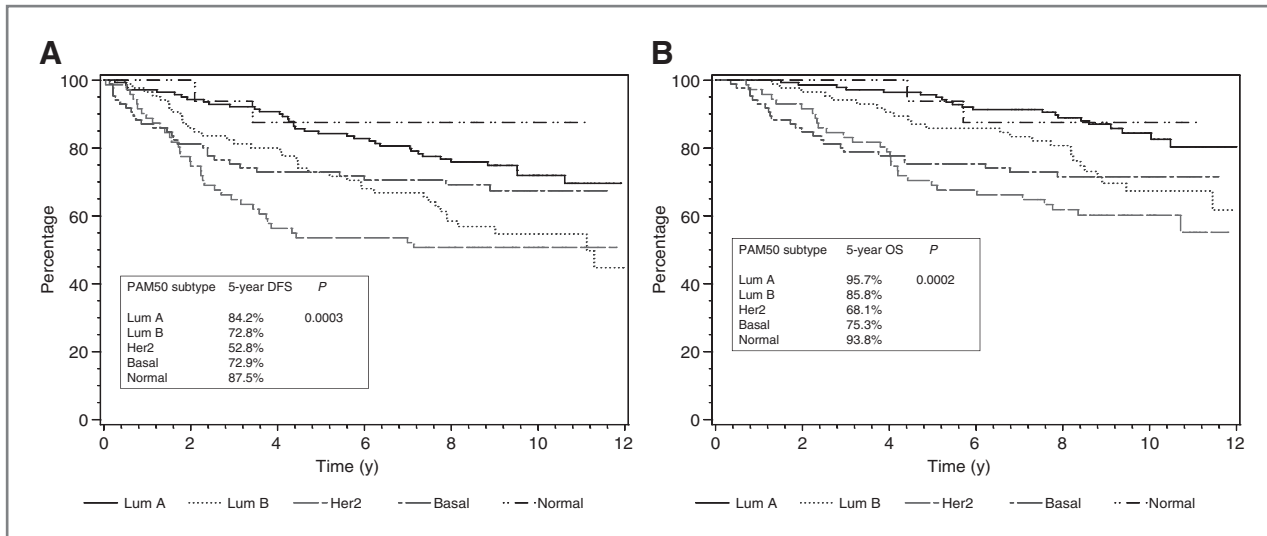 A
100
80
60
40
20
0
Percentage
PAM50 subtype 5-year DFS P
Lum A 84.2% 0.0003
Lum B 72.8%
Her2 52.8%
Basal 72.9%
Normal 87.5%
0 2 4 6 8 10 12
Time (y)
Lum A Lum B Her2 Basal Normal
B
100
80
60
40
20
0
Percentage
PAM50 subtype 5-year OS P
Lum A 95.7% 0.0002
Lum B 85.8%
Her2 68.1%
Basal 75.3%
Normal 93.8%
0 2 4 6 8 10 12
Time (y)
Lum A Lum B Her2 Basal Normal